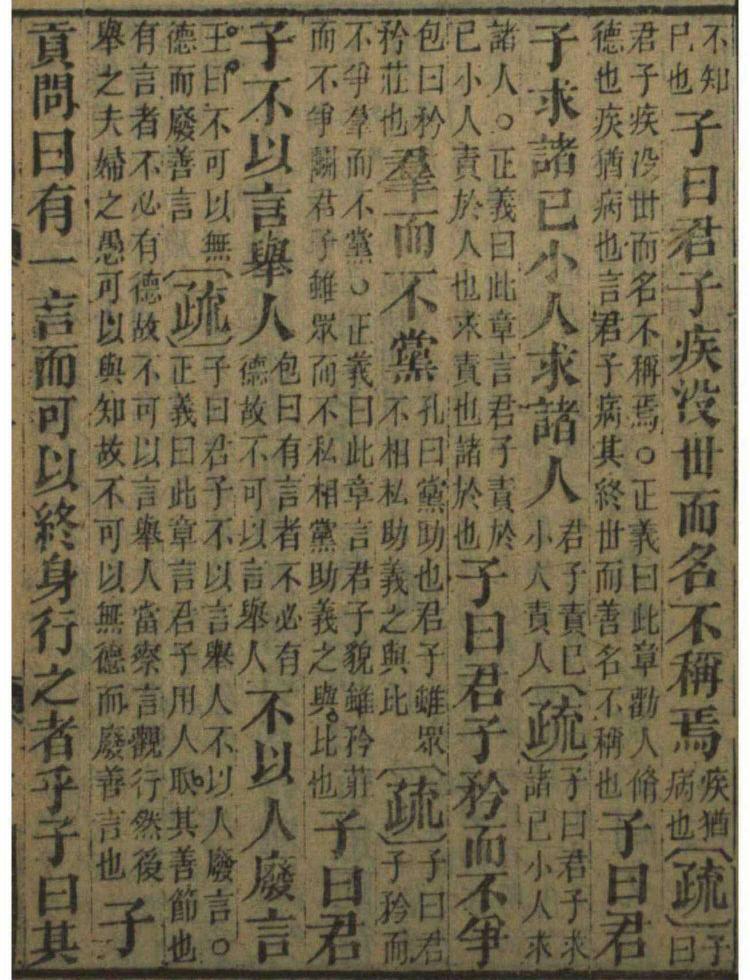 不知
已也
子曰君子疾没丗而名不稱焉
疾猶
病也
〔疏〕
子
曰
君子疾没丗而名不稱焉○正義曰此章勸人脩
德也疾猶病也言君子病其終丗而善名不稱也
子曰君
子求諸己小人求諸人
君子責己
小人責人
〔疏〕
子曰君子求
諸己小人求
諸人○正義曰此章言君子責於
己小人責於人也求責也諸於也
子曰君子矜而不爭
包曰矜
矜莊也
羣而不黨
孔曰黨助也君子雖眾
不相私助義之與比
〔疏〕
子曰君
子矜而
不爭羣而不黨○正義曰此章言君子貌雖矜莊
而不爭鬭君子雖眾而不私相黨助義之與比也
子曰君
子不以言舉人
包曰有言者不必有
德故不可以言舉人
不以人廢言
王曰不可以無
德而廢善言
〔疏〕
子曰君子不以言舉人不以人廢言○
正義曰此章言君子用人取其善節也
有言者不必有德故不可以言舉人當察言觀行然後
舉之夫婦之愚可以與知故不可以無德而廢善言也
子
貢問曰有一言而可以終身行之者乎子曰其